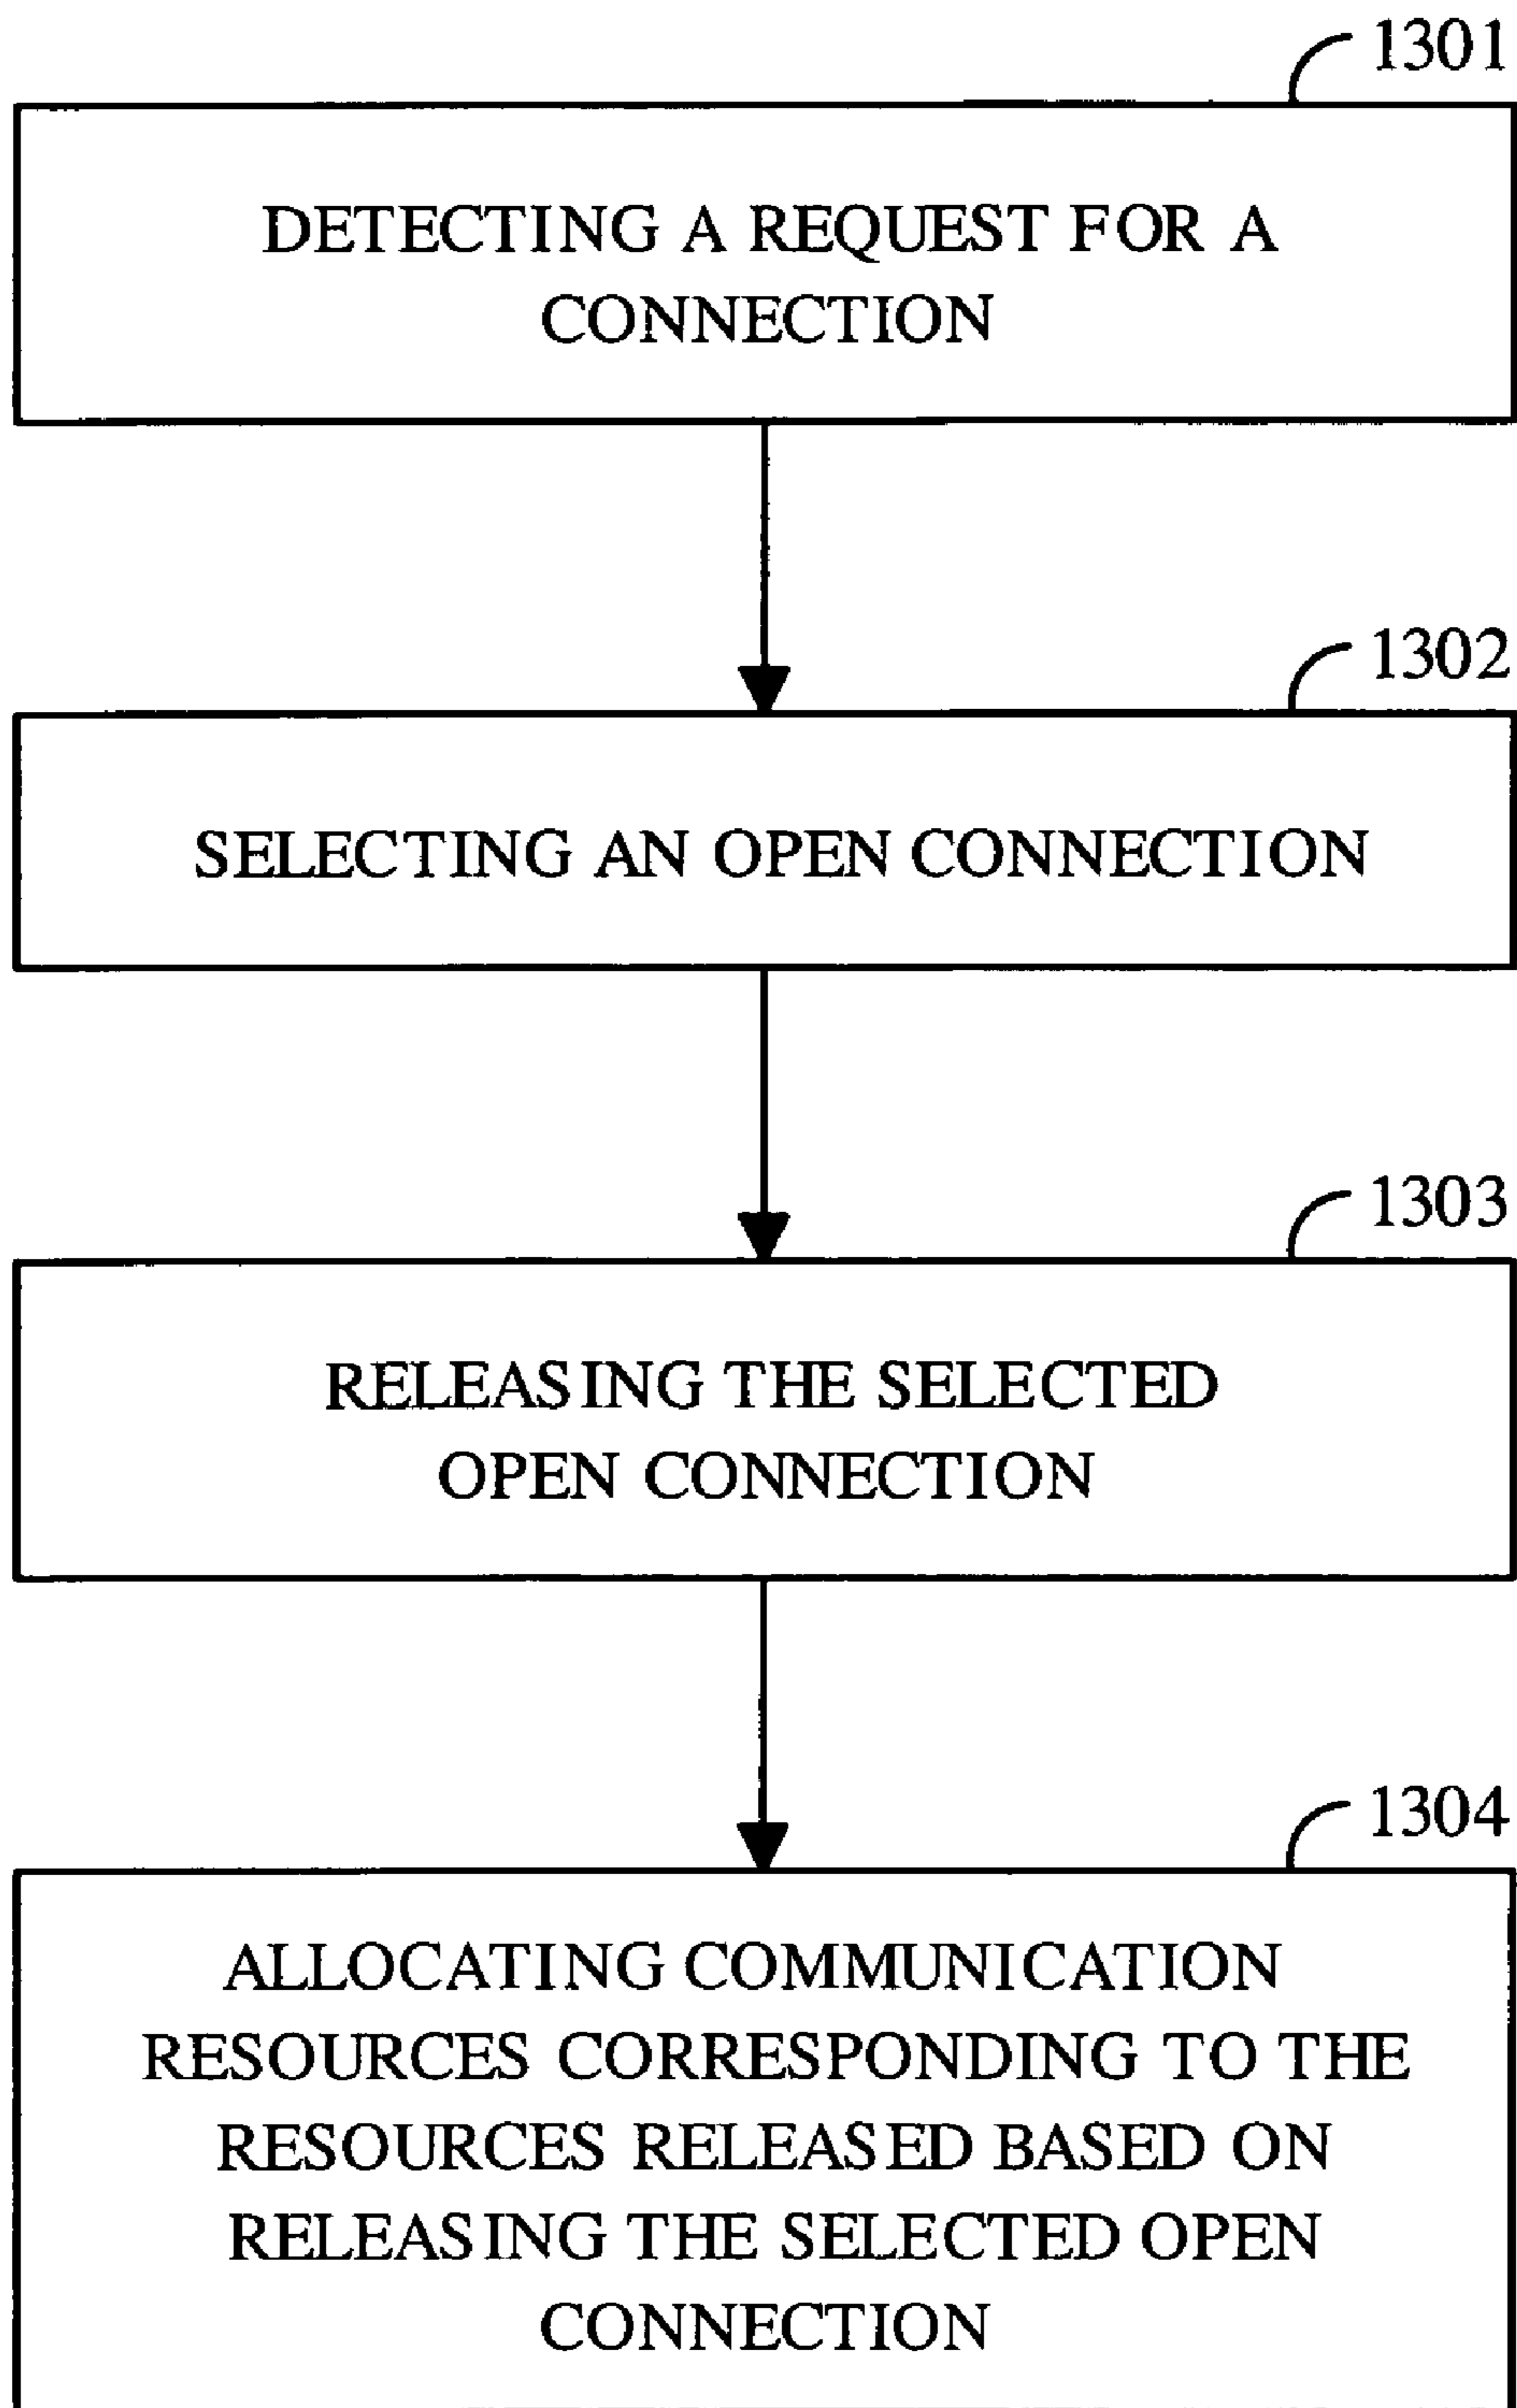 1301
DETECTING A REQUEST FOR A
CONNECTION
1302
SELECTING AN OPEN CONNECTION
1303
RELEASING THE SELECTED
OPEN CONNECTION
1304
ALLOCATING COMMUNICATION
RESOURCES CORRESPONDING TO THE
RESOURCES RELEASED BASED ON
RELEASING THE SELECTED OPEN
CONNECTION